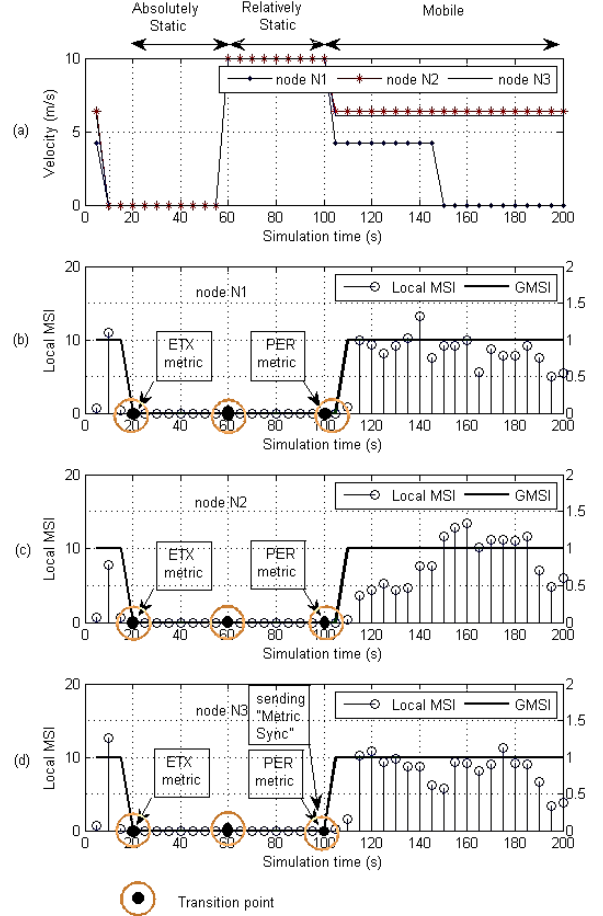 Absolutely Static
Relatively Static
Mobile
(a)
Velocity (m/s)
10
5
0
node N1 node N2 node N3
0 20 40 60 80 100 120 140 160 180 200
Simulation time (s)
(b)
Local MSI
20
10
0
node N1
ETX metric
PER metric
Local MSI GMSI
2
1.5
1
0.5
0
0 20 40 60 80 100 120 140 160 180 200
Simulation time (s)
(c)
Local MSI
20
10
0
node N2
ETX metric
PER metric
Local MSI GMSI
2
1.5
1
0.5
0
0 20 40 60 80 100 120 140 160 180 200
Simulation time (s)
(d)
Local MSI
20
10
0
node N3
sending "Metric Sync"
ETX metric
PER metric
Local MSI GMSI
2
1.5
1
0.5
0
0 20 40 60 80 100 120 140 160 180 200
Simulation time (s)
Transition point